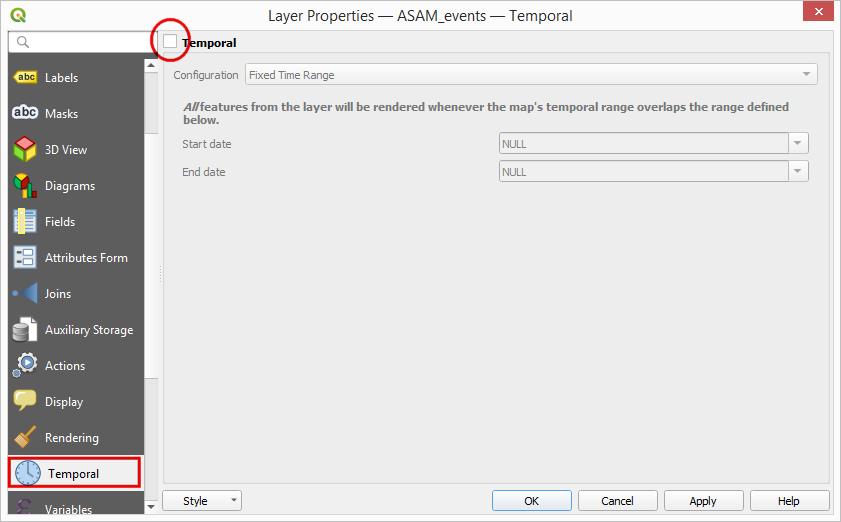 Layer Properties — ASAM_events — Temporal
Temporal
abc Labels
Configuration Fixed Time Range
abc Masks
All features from the layer will be rendered whenever the map's temporal range overlaps the range defined
below.
3D View
Start date NULL
End date NULL
Diagrams
Fields
Attributes Form
Joins
Auxiliary Storage
Actions
Display
Rendering
Temporal
Variables
Style
OK
Cancel
Apply
Help